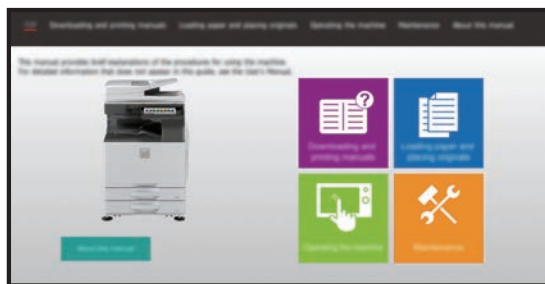 Top Downloading and printing manuals Loading paper and placing originals Operating the machine Maintenance About this manual
This manual provides brief explanations of the procedures for using the machine.
For detailed information that does not appear in this guide, see the User's Manual.
Downloading and
printing manuals
Loading paper and
placing originals
Operating the machine
Maintenance
About this manual